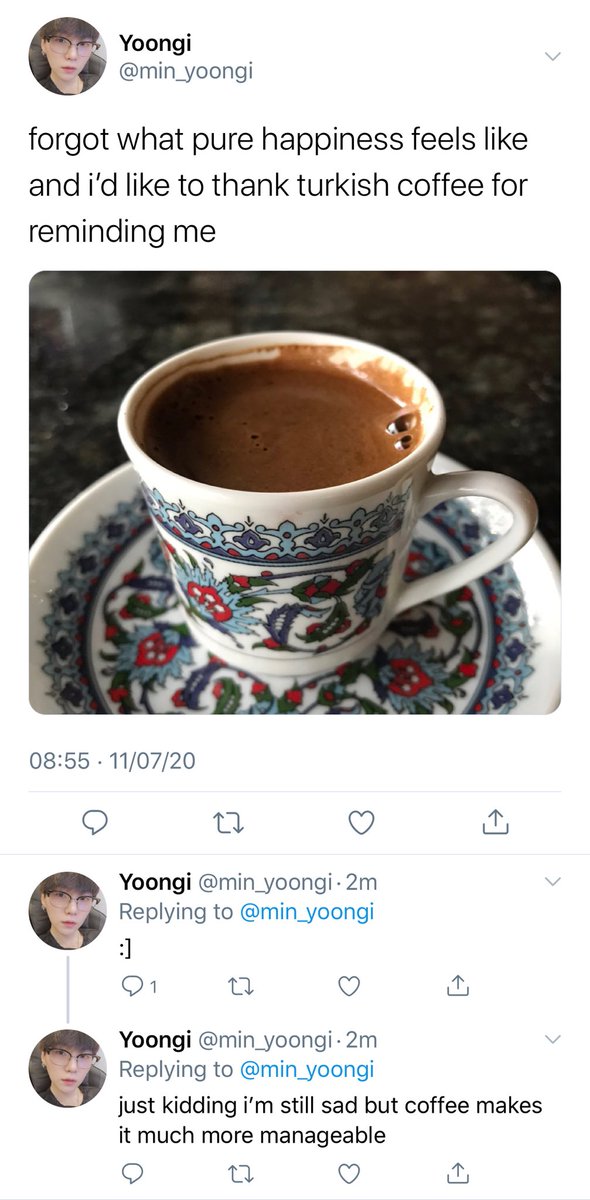 Yoongi
@min_yoongi
forgot what pure happiness feels like
and i’d like to thank turkish coffee for
reminding me
08:55 · 11/07/20
Yoongi @min_yoongi · 2m
Replying to @min_yoongi
:]
1
Yoongi @min_yoongi · 2m
Replying to @min_yoongi
just kidding i’m still sad but coffee makes
it much more manageable